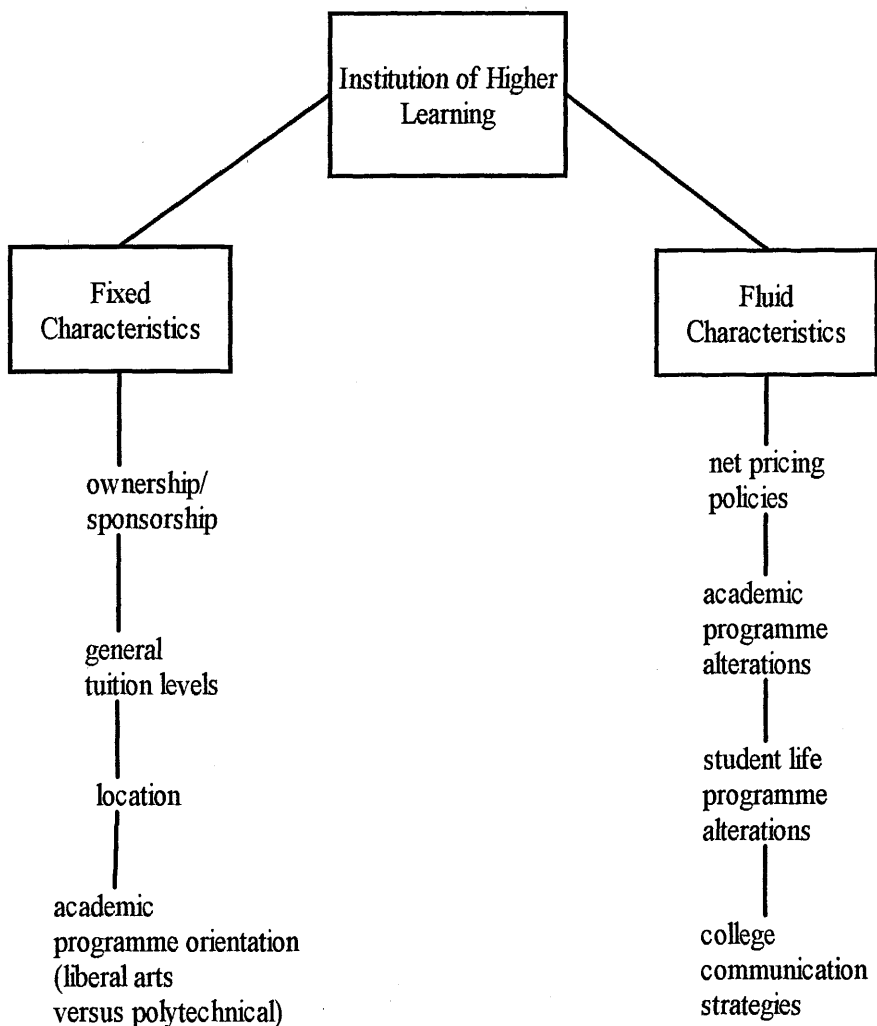 Institution of Higher
Learning
Fixed
Characteristics
ownership/
sponsorship
general
tuition levels
location
academic
programme orientation
(liberal arts
versus polytechnical)
Fluid
Characteristics
net pricing
policies
academic
programme
alterations
student life
programme
alterations
college
communication
strategies